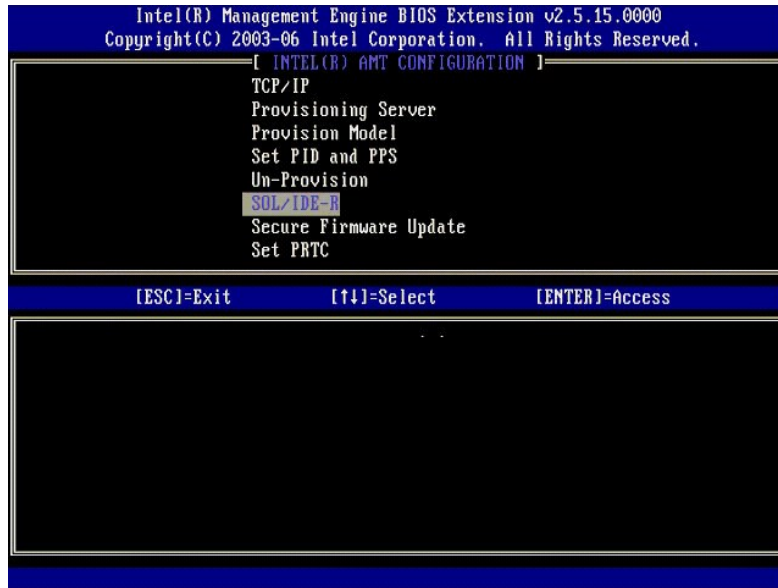 Intel(R) Management Engine BIOS Extension v2.5.15.0000
Copyright(C) 2003-06 Intel Corporation. All Rights Reserved.
[ INTEL(R) AMT CONFIGURATION ]
TCP/IP
Provisioning Server
Provision Model
Set PID and PPS
Un-Provision
SOL/IDE-R
Secure Firmware Update
Set PRTC
[ESC]=Exit [↑↓]=Select [ENTER]=Access